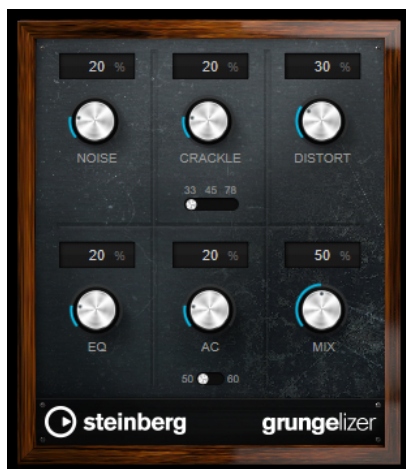 20 % 20 % 30 %
NOISE CRACKLE DISTORT
33 45 78
20 % 20 % 50 %
EQ AC MIX
50 60
steinberg grungelizer